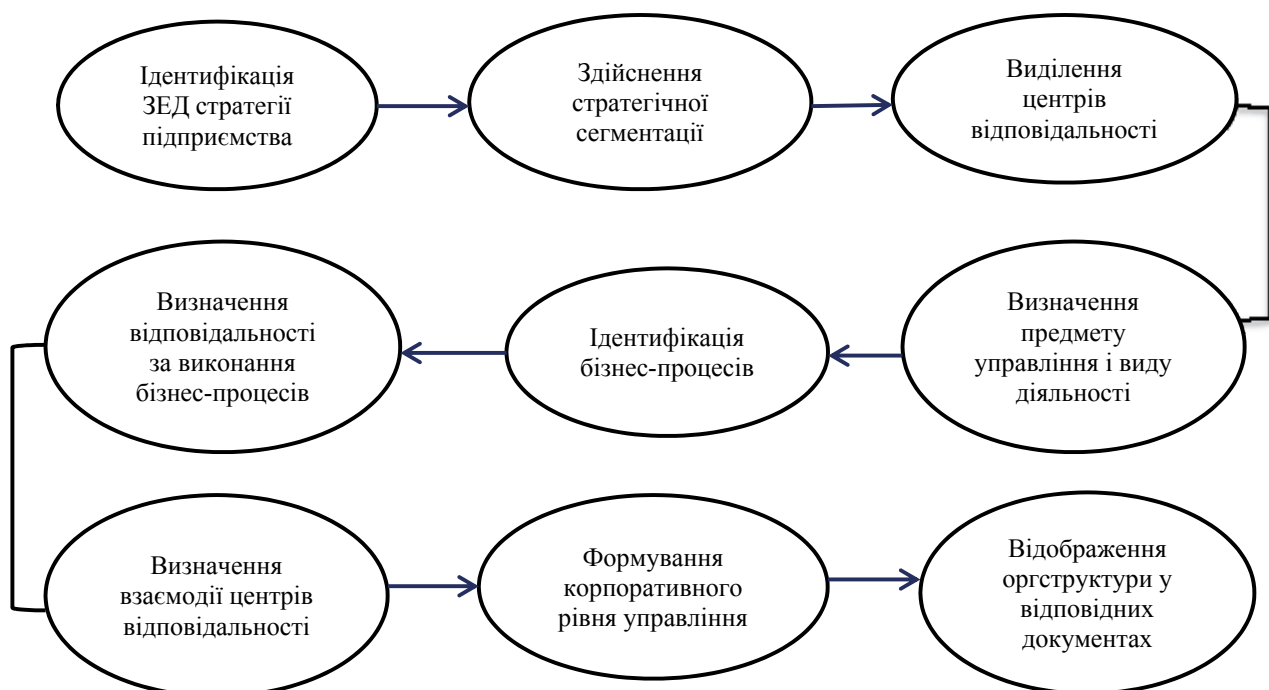 Ідентифікація
ЗЕД стратегії
підприємства
Здійснення
стратегічної
сегментації
Виділення
центрів
відповідальності
Визначення
предмету
управління і виду
діяльності
Ідентифікація
бізнес-процесів
Визначення
відповідальності
за виконання
бізнес-процесів
Визначення
взаємодії центрів
відповідальності
Формування
корпоративного
рівня управління
Відображення
оргструктури у
відповідних
документах